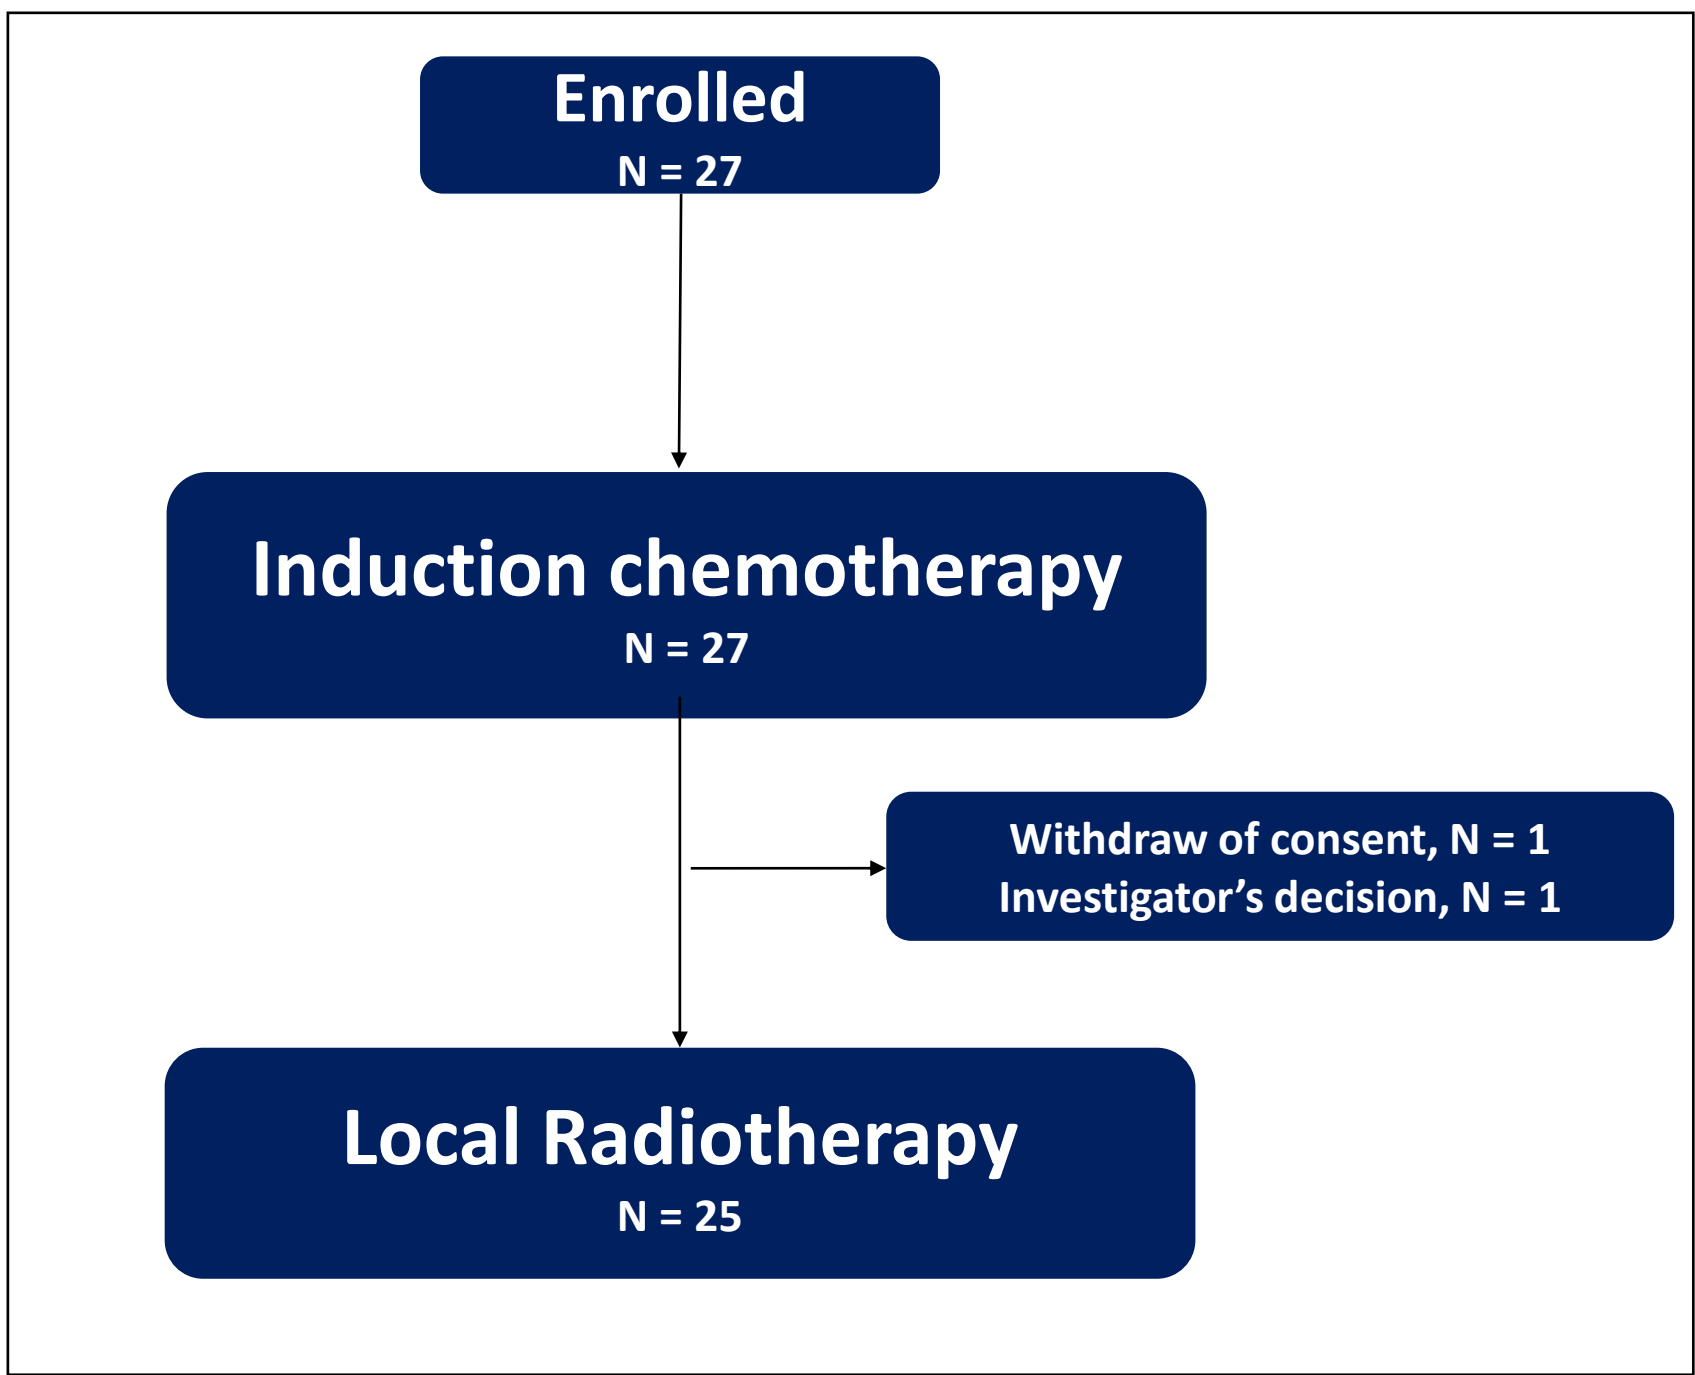 Enrolled
N = 27
Induction chemotherapy
N = 27
Withdraw of consent, N = 1
Investigator’s decision, N = 1
Local Radiotherapy
N = 25